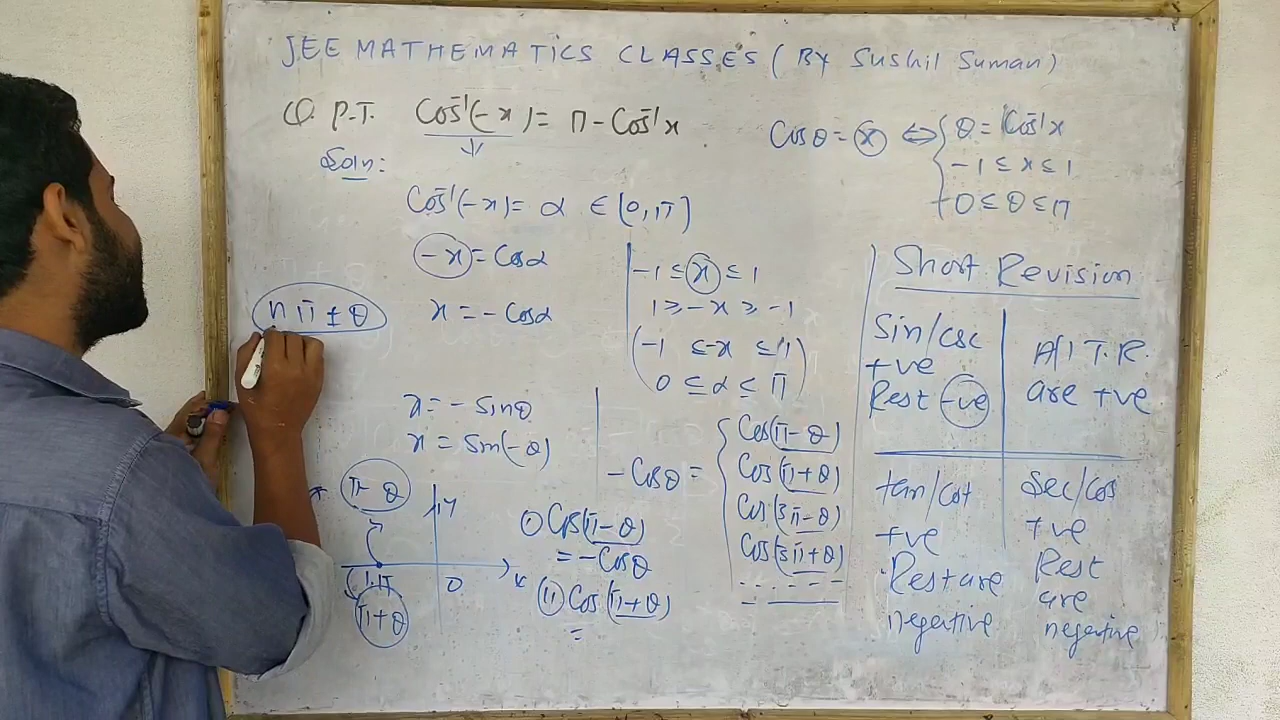 JEE MATHEMATICS CLASSES (By Sushil Suman)
Q. P.T. Cos⁻¹(-x) = π - Cos⁻¹x
Soln:
Cos⁻¹(-x) = α ∈ [0, π]
-x = Cosα
x = - Cosα
nπ ± θ
x = - Sinθ
x = Sin(-θ)
π - θ
y
1.π
0
x
π+θ
-1 ≤ x ≤ 1
1 ≥ -x ≥ -1
(-1 ≤ -x ≤ 1)
0 ≤ α ≤ π
-Cosθ = { Cos(π-θ)
Cos(π+θ)
Cos(3π-θ)
Cos(3π+θ)
(i) Cos(π-θ)
= -Cosθ
(ii) Cos(π+θ)
=
Cosθ = x ⇔ { θ = Cos⁻¹x
-1 ≤ x ≤ 1
0 ≤ θ ≤ π
Short Revision
Sin/csc
+ve
Rest -ve
All T.R.
are +ve
tan/cot
+ve
Rest are
negative
Sec/Cos
+ve
Rest
are
negative